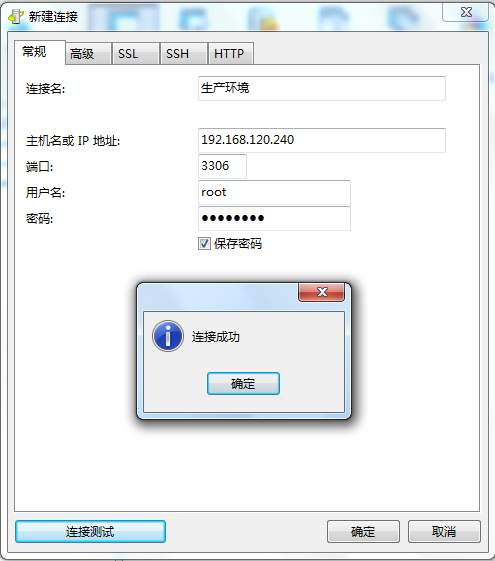 新建连接
常规 高级 SSL SSH HTTP
连接名: 生产环境
主机名或 IP 地址: 192.168.120.240
端口: 3306
用户名: root
密码: ●●●●●●●●
保存密码
连接成功
确定
连接测试 确定 取消